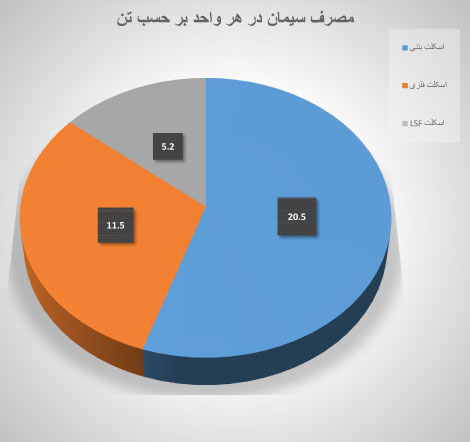 مصرف سیمان در هر واحد بر حسب تن
اسکلت بتنی
اسکلت فلزی
اسکلت LSF
5.2
20.5
11.5